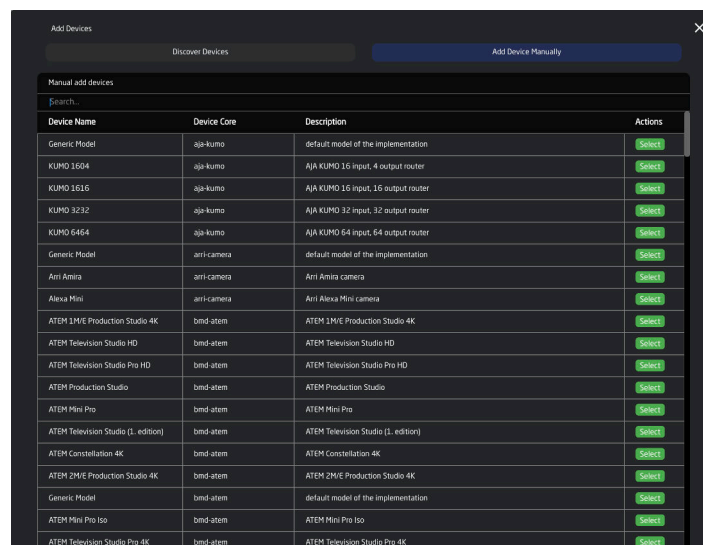 Add Devices
Discover Devices Add Device Manually
Manual add devices
Search...
Device Name Device Core Description Actions
Generic Model aja-kumo default model of the implementation Select
KUMO 1604 aja-kumo AJA KUMO 16 input, 4 output router Select
KUMO 1616 aja-kumo AJA KUMO 16 input, 16 output router Select
KUMO 3232 aja-kumo AJA KUMO 32 input, 32 output router Select
KUMO 6464 aja-kumo AJA KUMO 64 input, 64 output router Select
Generic Model arri-camera default model of the implementation Select
Arri Amira arri-camera Arri Amira camera Select
Alexa Mini arri-camera Arri Alexa Mini camera Select
ATEM 1M/E Production Studio 4K bmd-atem ATEM 1M/E Production Studio 4K Select
ATEM Television Studio HD bmd-atem ATEM Television Studio HD Select
ATEM Television Studio Pro HD bmd-atem ATEM Television Studio Pro HD Select
ATEM Production Studio bmd-atem ATEM Production Studio Select
ATEM Mini Pro bmd-atem ATEM Mini Pro Select
ATEM Television Studio (1. edition) bmd-atem ATEM Television Studio (1. edition) Select
ATEM Constellation 4K bmd-atem ATEM Constellation 4K Select
ATEM 2M/E Production Studio 4K bmd-atem ATEM 2M/E Production Studio 4K Select
Generic Model bmd-atem default model of the implementation Select
ATEM Mini Pro Iso bmd-atem ATEM Mini Pro Iso Select
ATEM Television Studio Pro 4K bmd-atem ATEM Television Studio Pro 4K Select